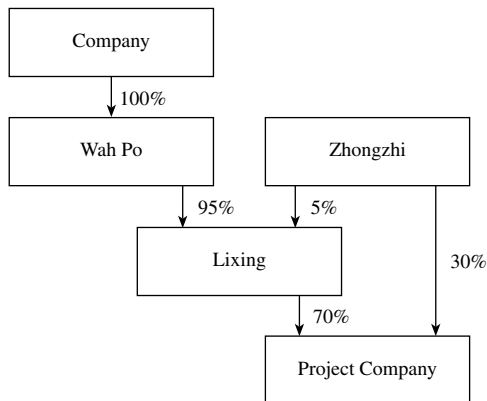 Company
100%
Wah Po
Zhongzhi
95%
5%
Lixing
30%
70%
Project Company